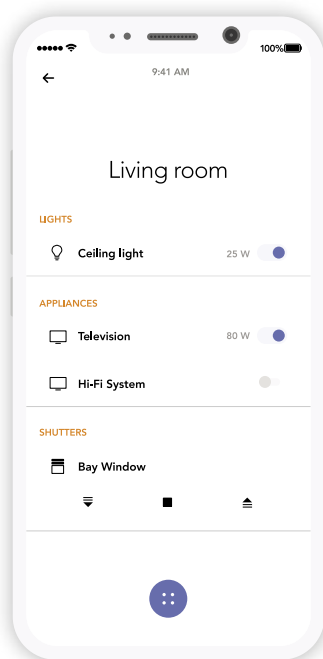 100%
9:41 AM
Living room
LIGHTS
Ceiling light 25 W
APPLIANCES
Television 80 W
Hi-Fi System
SHUTTERS
Bay Window